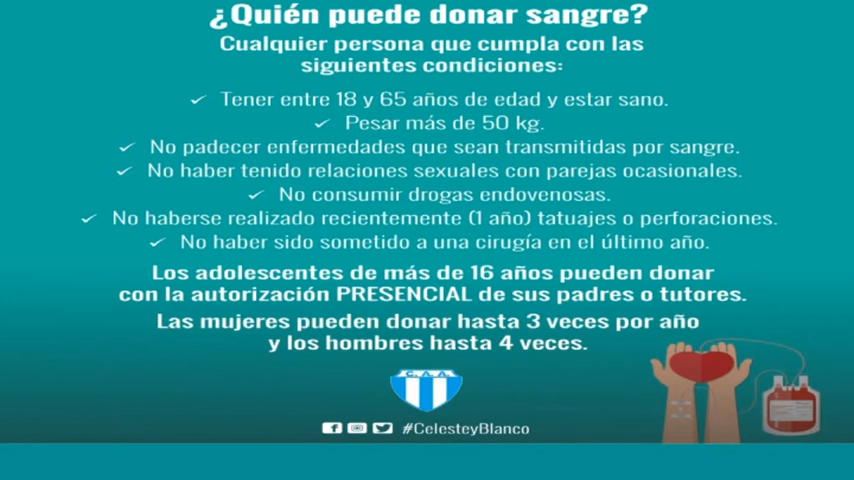 ¿Quién puede donar sangre?
Cualquier persona que cumpla con las
siguientes condiciones:
✓ Tener entre 18 y 65 años de edad y estar sano.
✓ Pesar más de 50 kg.
✓ No padecer enfermedades que sean transmitidas por sangre.
✓ No haber tenido relaciones sexuales con parejas ocasionales.
✓ No consumir drogas endovenosas.
✓ No haberse realizado recientemente (1 año) tatuajes o perforaciones.
✓ No haber sido sometido a una cirugía en el último año.
Los adolescentes de más de 16 años pueden donar
con la autorización PRESENCIAL de sus padres o tutores.
Las mujeres pueden donar hasta 3 veces por año
y los hombres hasta 4 veces.
C. A. A.
#CelesteyBlanco